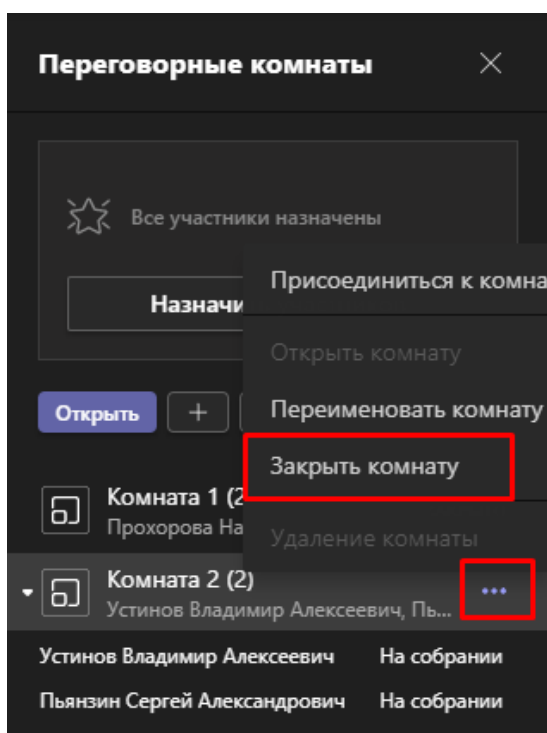 Переговорные комнаты
Все участники назначены
Присоединиться к комна
Назначи
Открыть комнату
Открыть
Переименовать комнату
Закрыть комнату
Комната 1 (2
Прохорова На
Удаление комнаты
Комната 2 (2)
Устинов Владимир Алексеевич, Пь...
Устинов Владимир Алексеевич На собрании
Пьянзин Сергей Александрович На собрании